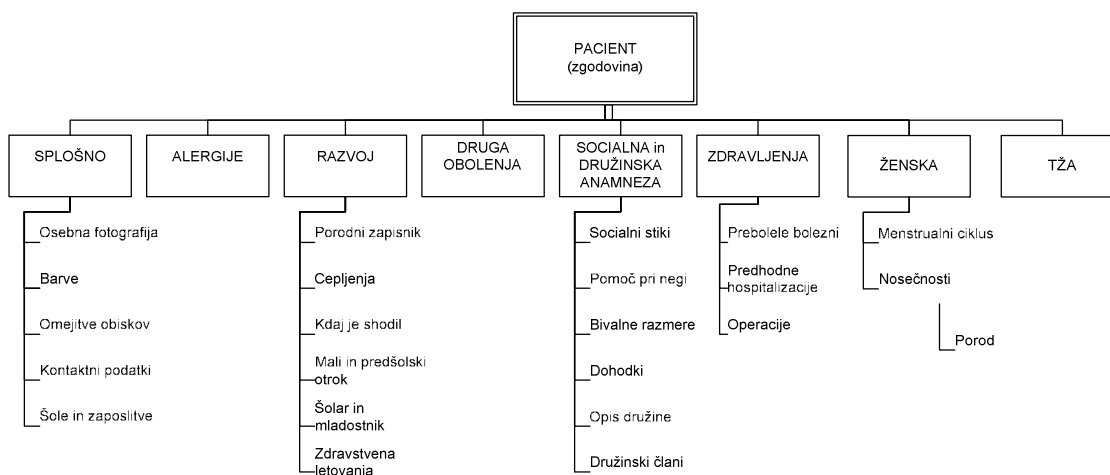 PACIENT
(zgodovina)
SPLOŠNO
ALERGIJE
RAZVOJ
DRUGA
OBOLENJA
SOCIALNA in
DRUŽINSKA
ANAMNEZA
ZDRAVLJENJA
ŽENSKA
TŽA
Osebna fotografija
Barve
Omejitve obiskov
Kontaktni podatki
Šole in zaposlitve
Porodni zapisnik
Cepljenja
Kdaj je shodil
Mali in predšolski
otrok
Šolar in
mladostnik
Zdravstvena
letovanja
Socialni stiki
Pomoč pri negi
Bivalne razmere
Dohodki
Opis družine
Družinski člani
Prebolele bolezni
Predhodne
hospitalizacije
Operacije
Menstrualni ciklus
Nosečnosti
Porod